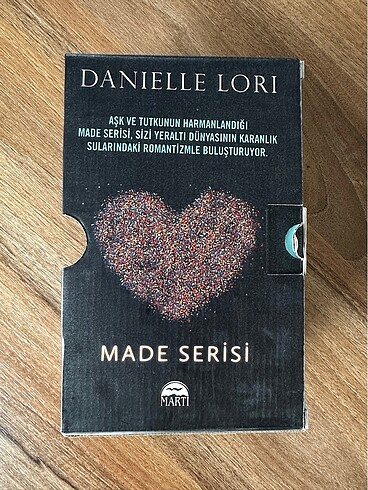 DANIELLE LORI
AŞK VE TUTKUNUN HARMANLANDIĞI
MADE SERİSİ, SİZİ YERALTI DÜNYASININ KARANLIK
SULARINDAKİ ROMANTİZMLE BULUŞTURUYOR.
MADE SERİSİ
MARTI